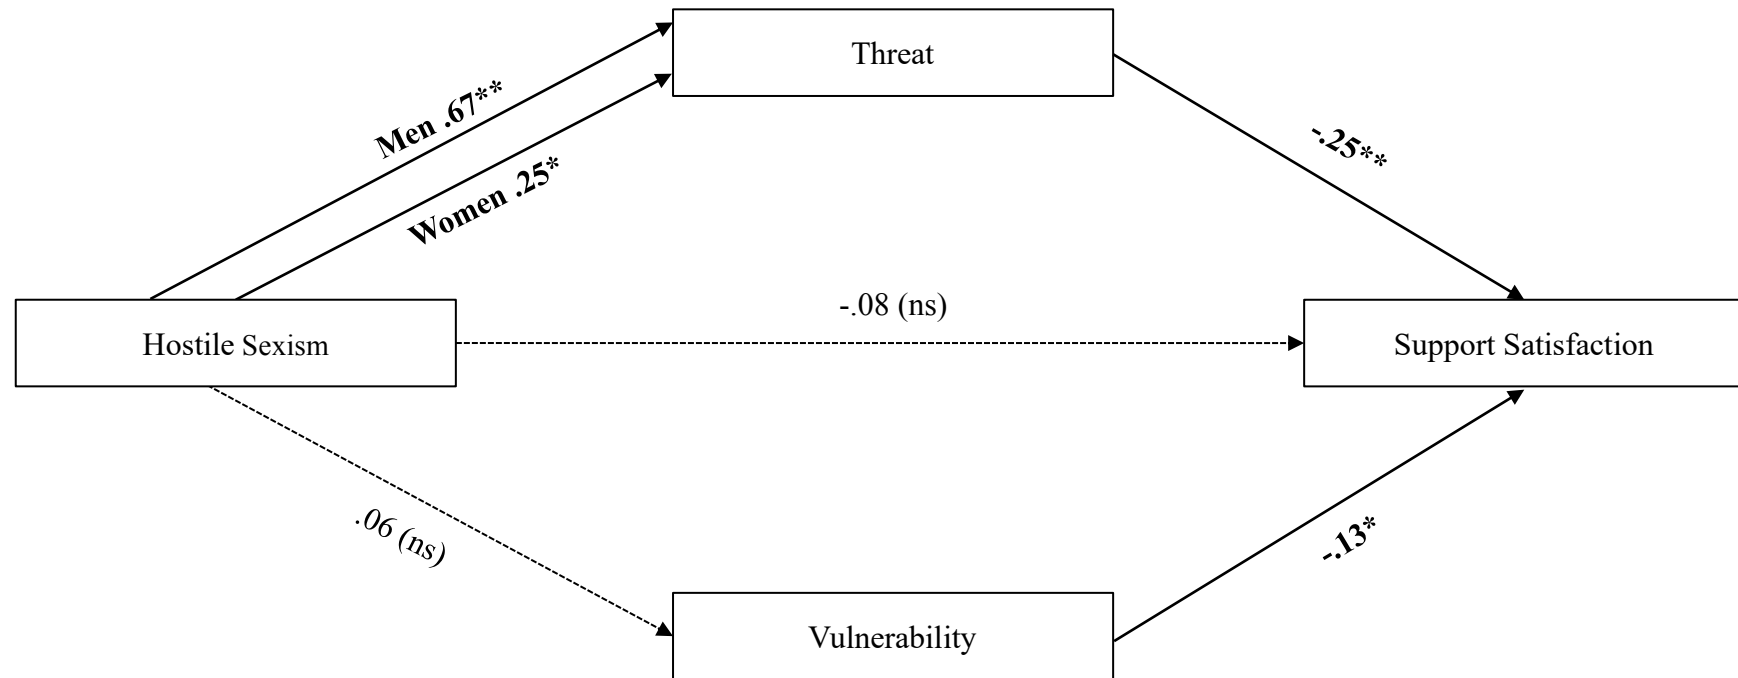 Threat
Men .67**
Women .25*
-.25**
-.08 (ns)
Hostile Sexism
Support Satisfaction
.06 (ns)
-.13*
Vulnerability